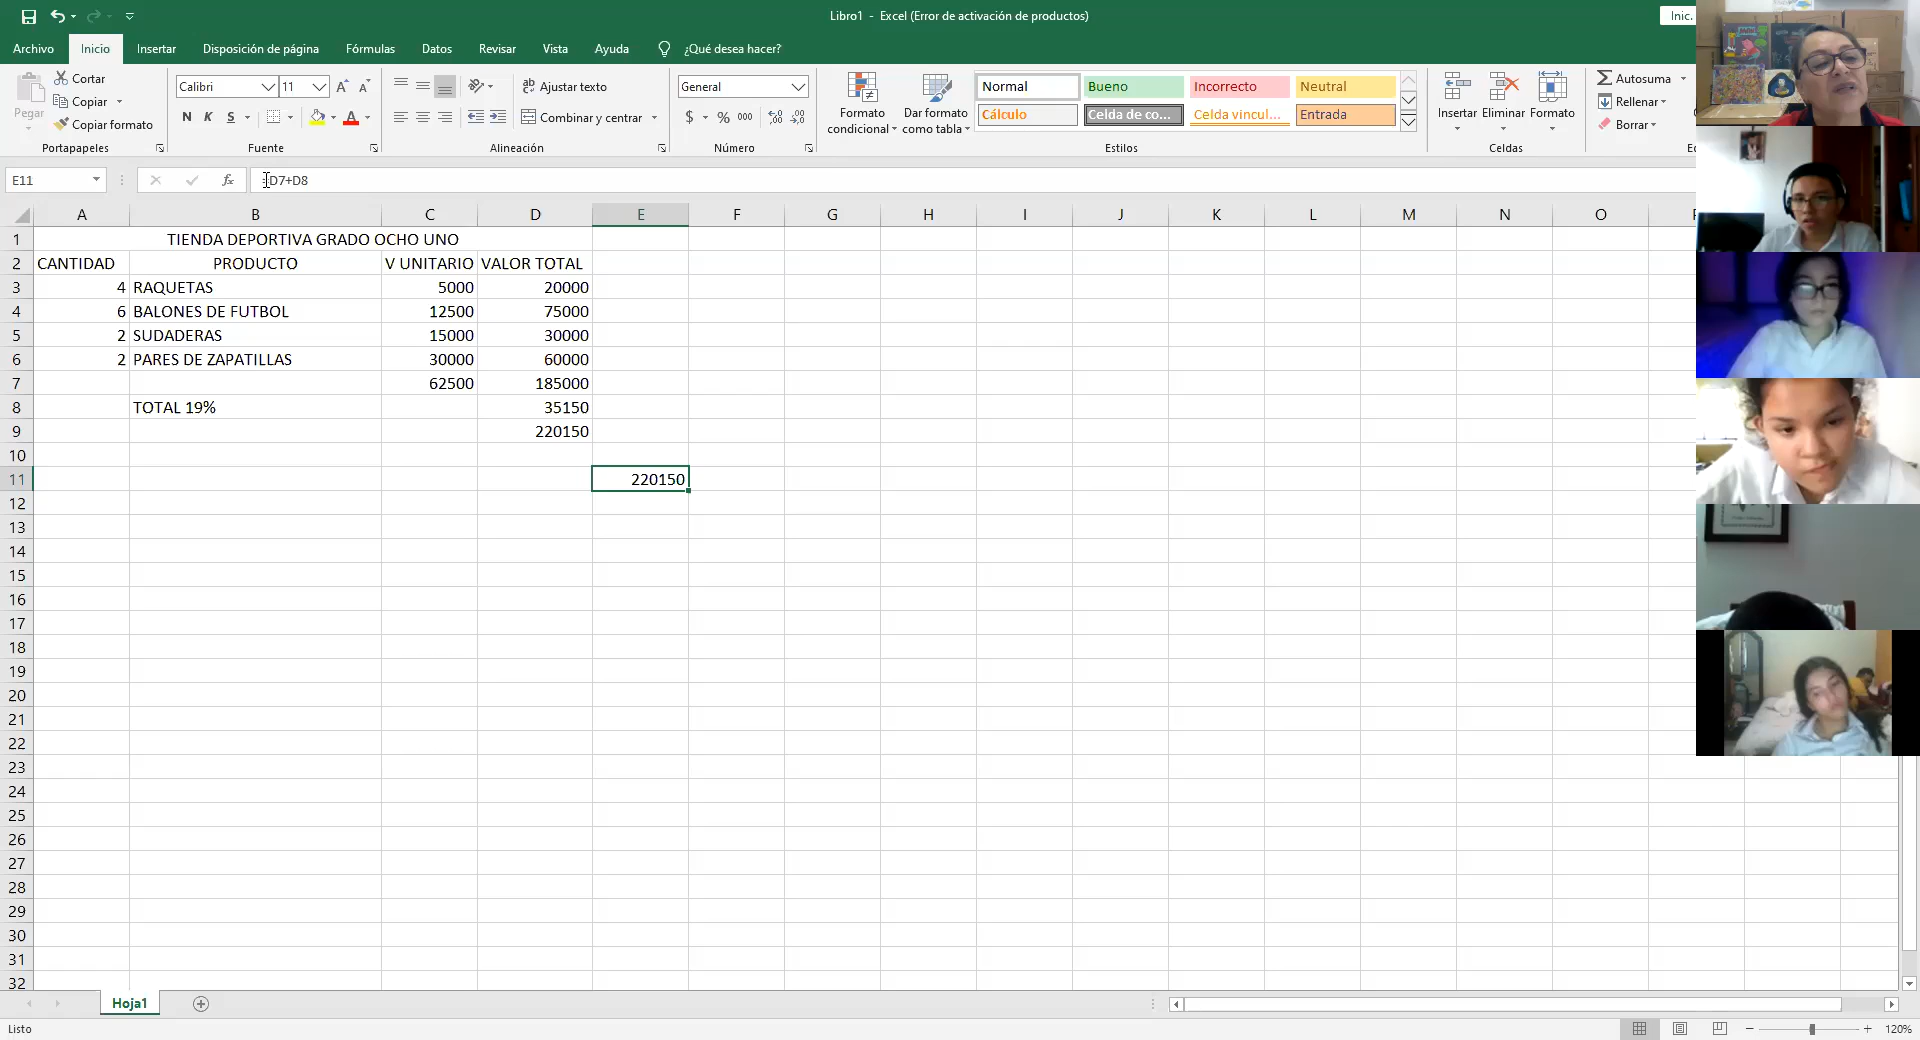 Libro1 - Excel (Error de activación de productos)
Inic.
Archivo Inicio Insertar Disposición de página Fórmulas Datos Revisar Vista Ayuda ¿Qué desea hacer?
Pegar
Cortar
Copiar
Copiar formato
Portapapeles
Calibri 11
N K S
Fuente
Ajustar texto
Combinar y centrar
Alineación
General
$ % 000
Número
Formato condicional
Dar formato como tabla
Normal Bueno Incorrecto Neutral
Cálculo Celda de co... Celda vincul... Entrada
Estilos
Insertar Eliminar Formato
Celdas
Autosuma
Rellenar
Borrar
E11 fx =D7+D8
A B C D E F G H I J K L M N O
1 TIENDA DEPORTIVA GRADO OCHO UNO
2 CANTIDAD PRODUCTO V UNITARIO VALOR TOTAL
3 4 RAQUETAS 5000 20000
4 6 BALONES DE FUTBOL 12500 75000
5 2 SUDADERAS 15000 30000
6 2 PARES DE ZAPATILLAS 30000 60000
7 62500 185000
8 TOTAL 19% 35150
9 220150
10
11 220150
12
13
14
15
16
17
18
19
20
21
22
23
24
25
26
27
28
29
30
31
32
Hoja1
Listo
120%